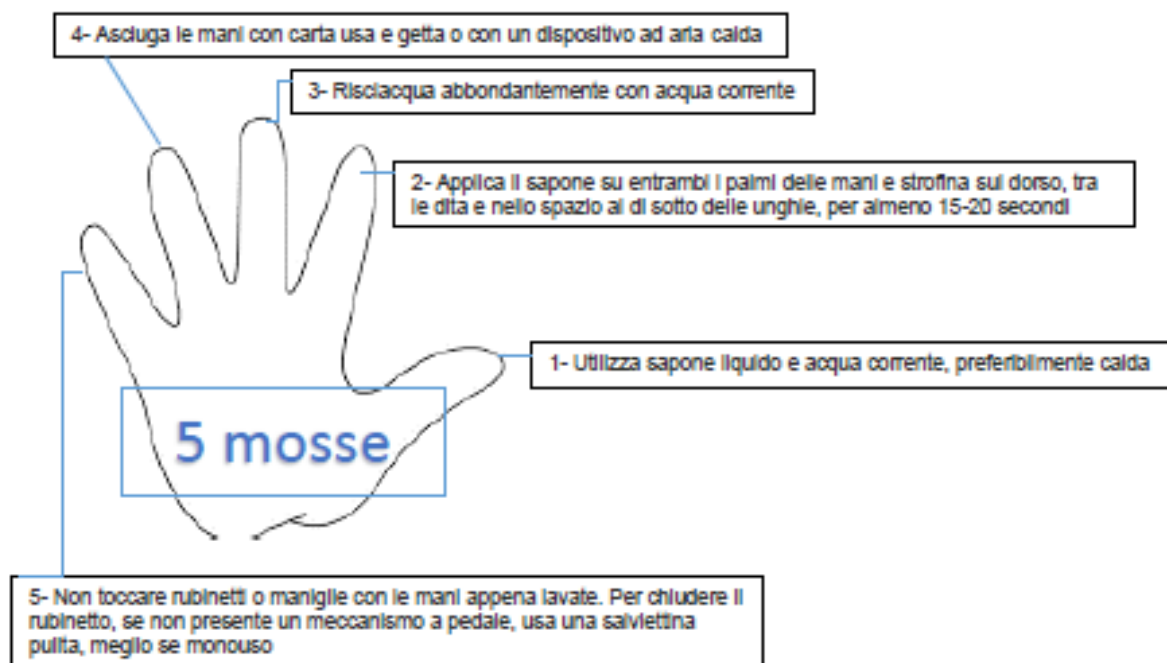 4- Asciuga le mani con carta usa e getta o con un dispositivo ad aria calda
3- Risciacqua abbondantemente con acqua corrente
2- Applica il sapone su entrambi i palmi delle mani e strofina sul dorso, tra
le dita e nello spazio al di sotto delle unghie, per almeno 15-20 secondi
1- Utilizza sapone liquido e acqua corrente, preferibilmente calda
5 mosse
5- Non toccare rubinetti o maniglie con le mani appena lavate. Per chiudere il
rubinetto, se non presente un meccanismo a pedale, usa una salviettina
pulita, meglio se monouso